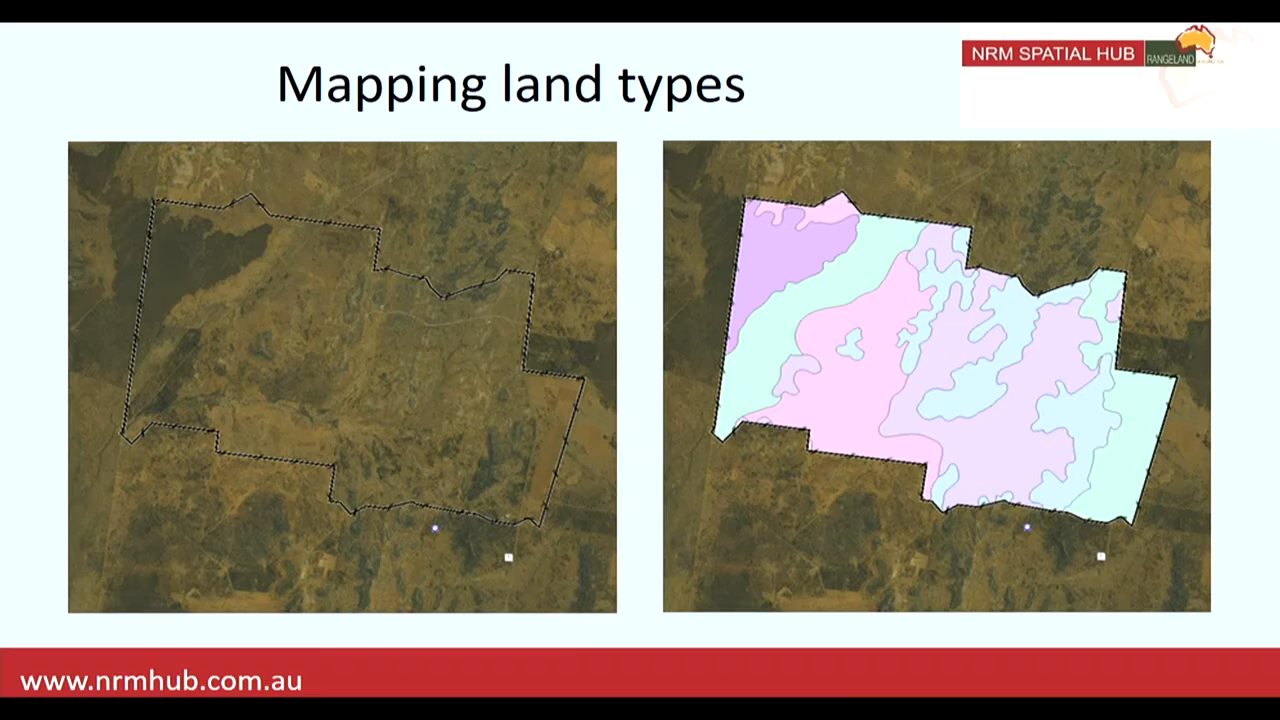 Mapping land types
NRM SPATIAL HUB
RANGELAND
www.nrmhub.com.au